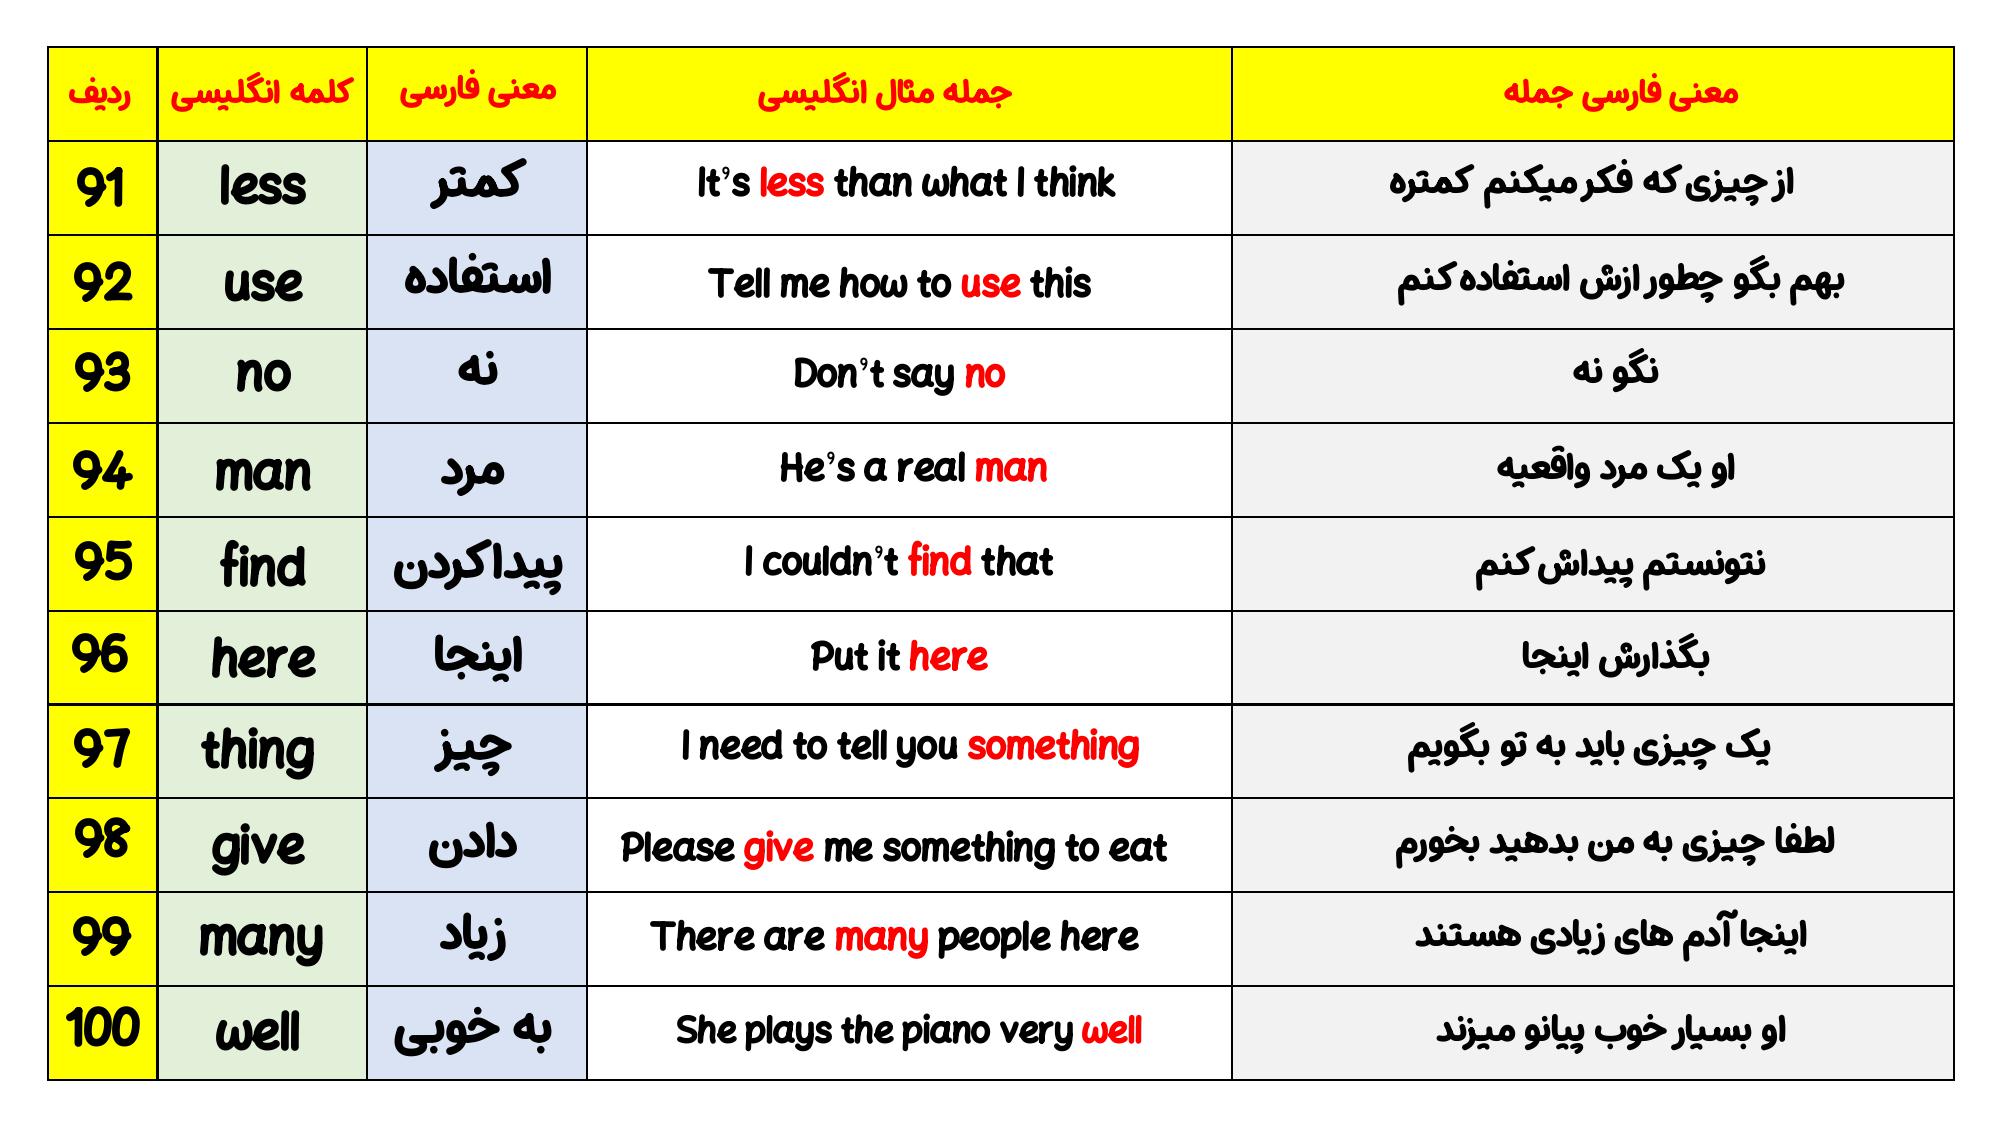 ردیف کلمه انگلیسی معنی فارسی جمله مثال انگلیسی معنی فارسی جمله
91 less کمتر It's less than what I think از چیزی که فکر میکنم کمتره
92 use استفاده Tell me how to use this بهم بگو چطور ازش استفاده کنم
93 no نه Don't say no نگو نه
94 man مرد He's a real man او یک مرد واقعیه
95 find پیدا کردن I couldn't find that نتونستم پیداش کنم
96 here اینجا Put it here بگذارش اینجا
97 thing چیز I need to tell you something یک چیزی باید به تو بگویم
98 give دادن Please give me something to eat لطفا چیزی به من بدهید بخورم
99 many زیاد There are many people here اینجا آدم های زیادی هستند
100 well به خوبی She plays the piano very well او بسیار خوب پیانو میزند